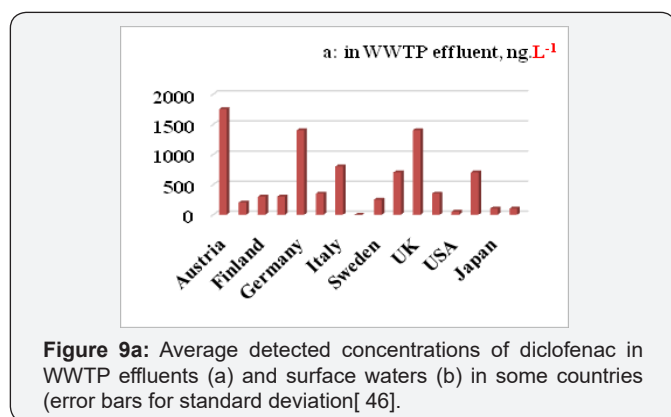 a: in WWTP effluent, ng.L-1
2000
1500
1000
500
0
Austria
Finland
Germany
Italy
Sweden
UK
USA
Japan
Figure 9a: Average detected concentrations of diclofenac in
WWTP effluents (a) and surface waters (b) in some countries
(error bars for standard deviation[ 46].